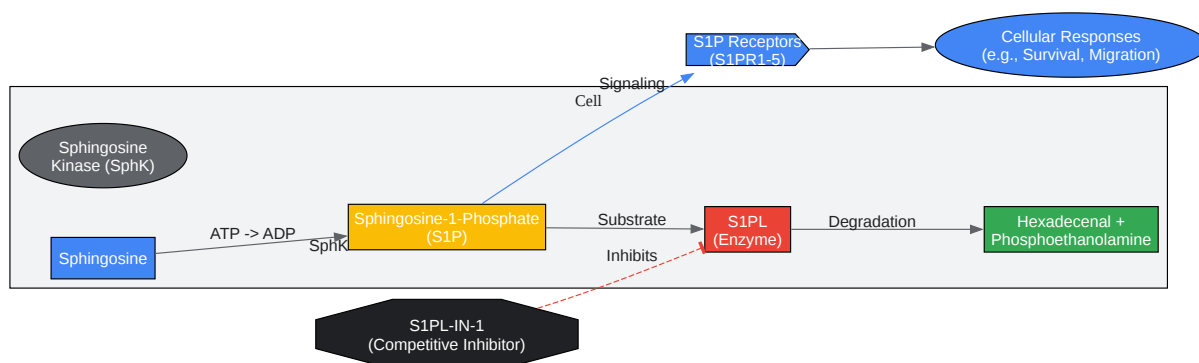 S1P Receptors
(S1PR1-5)
Cellular Responses
(e.g., Survival, Migration)
Signaling
Cell
Sphingosine
Kinase (SphK)
Sphingosine-1-Phosphate
(S1P)
Substrate
S1PL
(Enzyme)
Degradation
Hexadecenal +
Phosphoethanolamine
ATP -> ADP
SphK
Sphingosine
Inhibits
S1PL-IN-1
(Competitive Inhibitor)